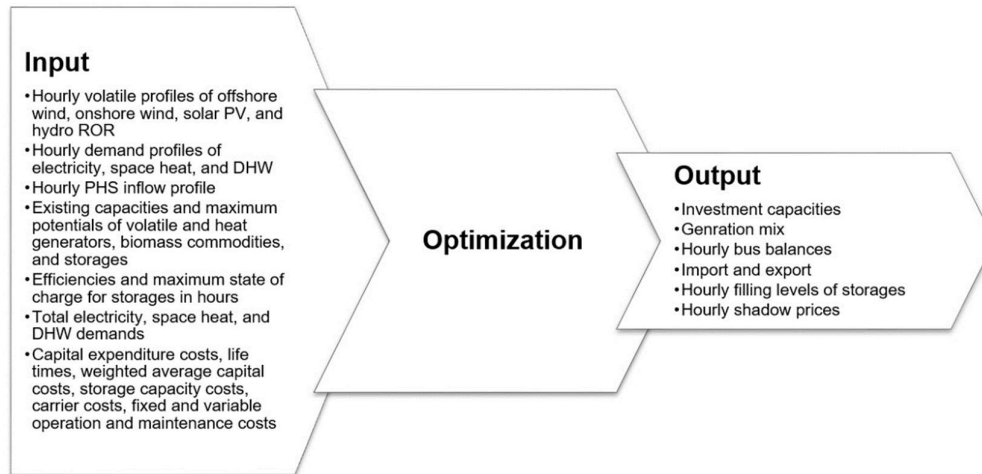 Input
•Hourly volatile profiles of offshore
wind, onshore wind, solar PV, and
hydro ROR
•Hourly demand profiles of
electricity, space heat, and DHW
•Hourly PHS inflow profile
•Existing capacities and maximum
potentials of volatile and heat
generators, biomass commodities,
and storages
•Efficiencies and maximum state of
charge for storages in hours
•Total electricity, space heat, and
DHW demands
•Capital expenditure costs, life
times, weighted average capital
costs, storage capacity costs,
carrier costs, fixed and variable
operation and maintenance costs
Optimization
Output
•Investment capacities
•Genration mix
•Hourly bus balances
•Import and export
•Hourly filling levels of storages
•Hourly shadow prices